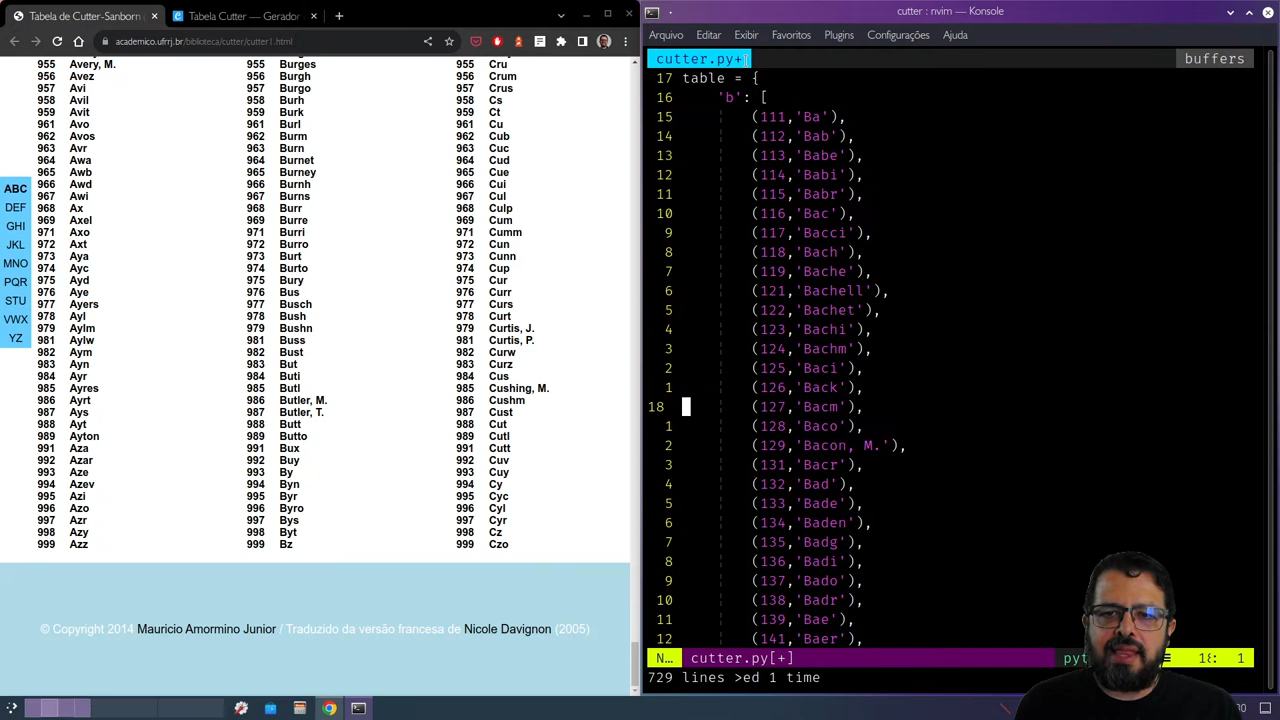 Tabela de Cutter-Sanborn (
Tabela Cutter — Gerador
academico.ufrrj.br/biblioteca/cutter/cutter1.html
955 Avery, M. 955 Burges 955 Cru
956 Avez 956 Burgh 956 Crum
957 Avi 957 Burgo 957 Crus
958 Avil 958 Burh 958 Cs
959 Avit 959 Burk 959 Ct
961 Avo 961 Burl 961 Cu
962 Avos 962 Burm 962 Cub
963 Avr 963 Burn 963 Cuc
964 Awa 964 Burnet 964 Cud
965 Awb 965 Burney 965 Cue
966 Awd 966 Burnh 966 Cui
967 Awi 967 Burns 967 Cul
968 Ax 968 Burr 968 Culp
969 Axel 969 Burre 969 Cum
971 Axo 971 Burri 971 Cumm
972 Axt 972 Burro 972 Cun
973 Aya 973 Burt 973 Cunn
974 Ayc 974 Burto 974 Cup
975 Ayd 975 Bury 975 Cur
976 Aye 976 Bus 976 Curr
977 Ayers 977 Busch 977 Curs
978 Ayl 978 Bush 978 Curt
979 Aylm 979 Bushn 979 Curtis, J.
981 Aylw 981 Buss 981 Curtis, P.
982 Aym 982 Bust 982 Curw
983 Ayn 983 But 983 Curz
984 Ayr 984 Buti 984 Cus
985 Ayres 985 Butl 985 Cushing, M.
986 Ayrt 986 Butler, M. 986 Cushm
987 Ays 987 Butler, T. 987 Cust
988 Ayt 988 Butt 988 Cut
989 Ayton 989 Butto 989 Cutl
991 Aza 991 Bux 991 Cutt
992 Azar 992 Buy 992 Cuv
993 Aze 993 By 993 Cuy
994 Azev 994 Byn 994 Cy
995 Azi 995 Byr 995 Cyc
996 Azo 996 Byro 996 Cyl
997 Azr 997 Bys 997 Cyr
998 Azy 998 Byt 998 Cz
999 Azz 999 Bz 999 Czo
ABC
DEF
GHI
JKL
MNO
PQR
STU
VWX
YZ
© Copyright 2014 Mauricio Amormino Junior / Traduzido da versão francesa de Nicole Davignon (2005)
cutter : nvim — Konsole
Arquivo Editar Exibir Favoritos Plugins Configurações Ajuda
cutter.py+ buffers
17 table = {
16 'b': [
15 (111,'Ba'),
14 (112,'Bab'),
13 (113,'Babe'),
12 (114,'Babi'),
11 (115,'Babr'),
10 (116,'Bac'),
9 (117,'Bacci'),
8 (118,'Bach'),
7 (119,'Bache'),
6 (121,'Bachell'),
5 (122,'Bachet'),
4 (123,'Bachi'),
3 (124,'Bachm'),
2 (125,'Baci'),
1 (126,'Back'),
18 (127,'Bacm'),
1 (128,'Baco'),
2 (129,'Bacon, M.'),
3 (131,'Bacr'),
4 (132,'Bad'),
5 (133,'Bade'),
6 (134,'Baden'),
7 (135,'Badg'),
8 (136,'Badi'),
9 (137,'Bado'),
10 (138,'Badr'),
11 (139,'Bae'),
12 (141,'Baer'),
N… cutter.py[+] pyt 18: 1
729 lines >ed 1 time